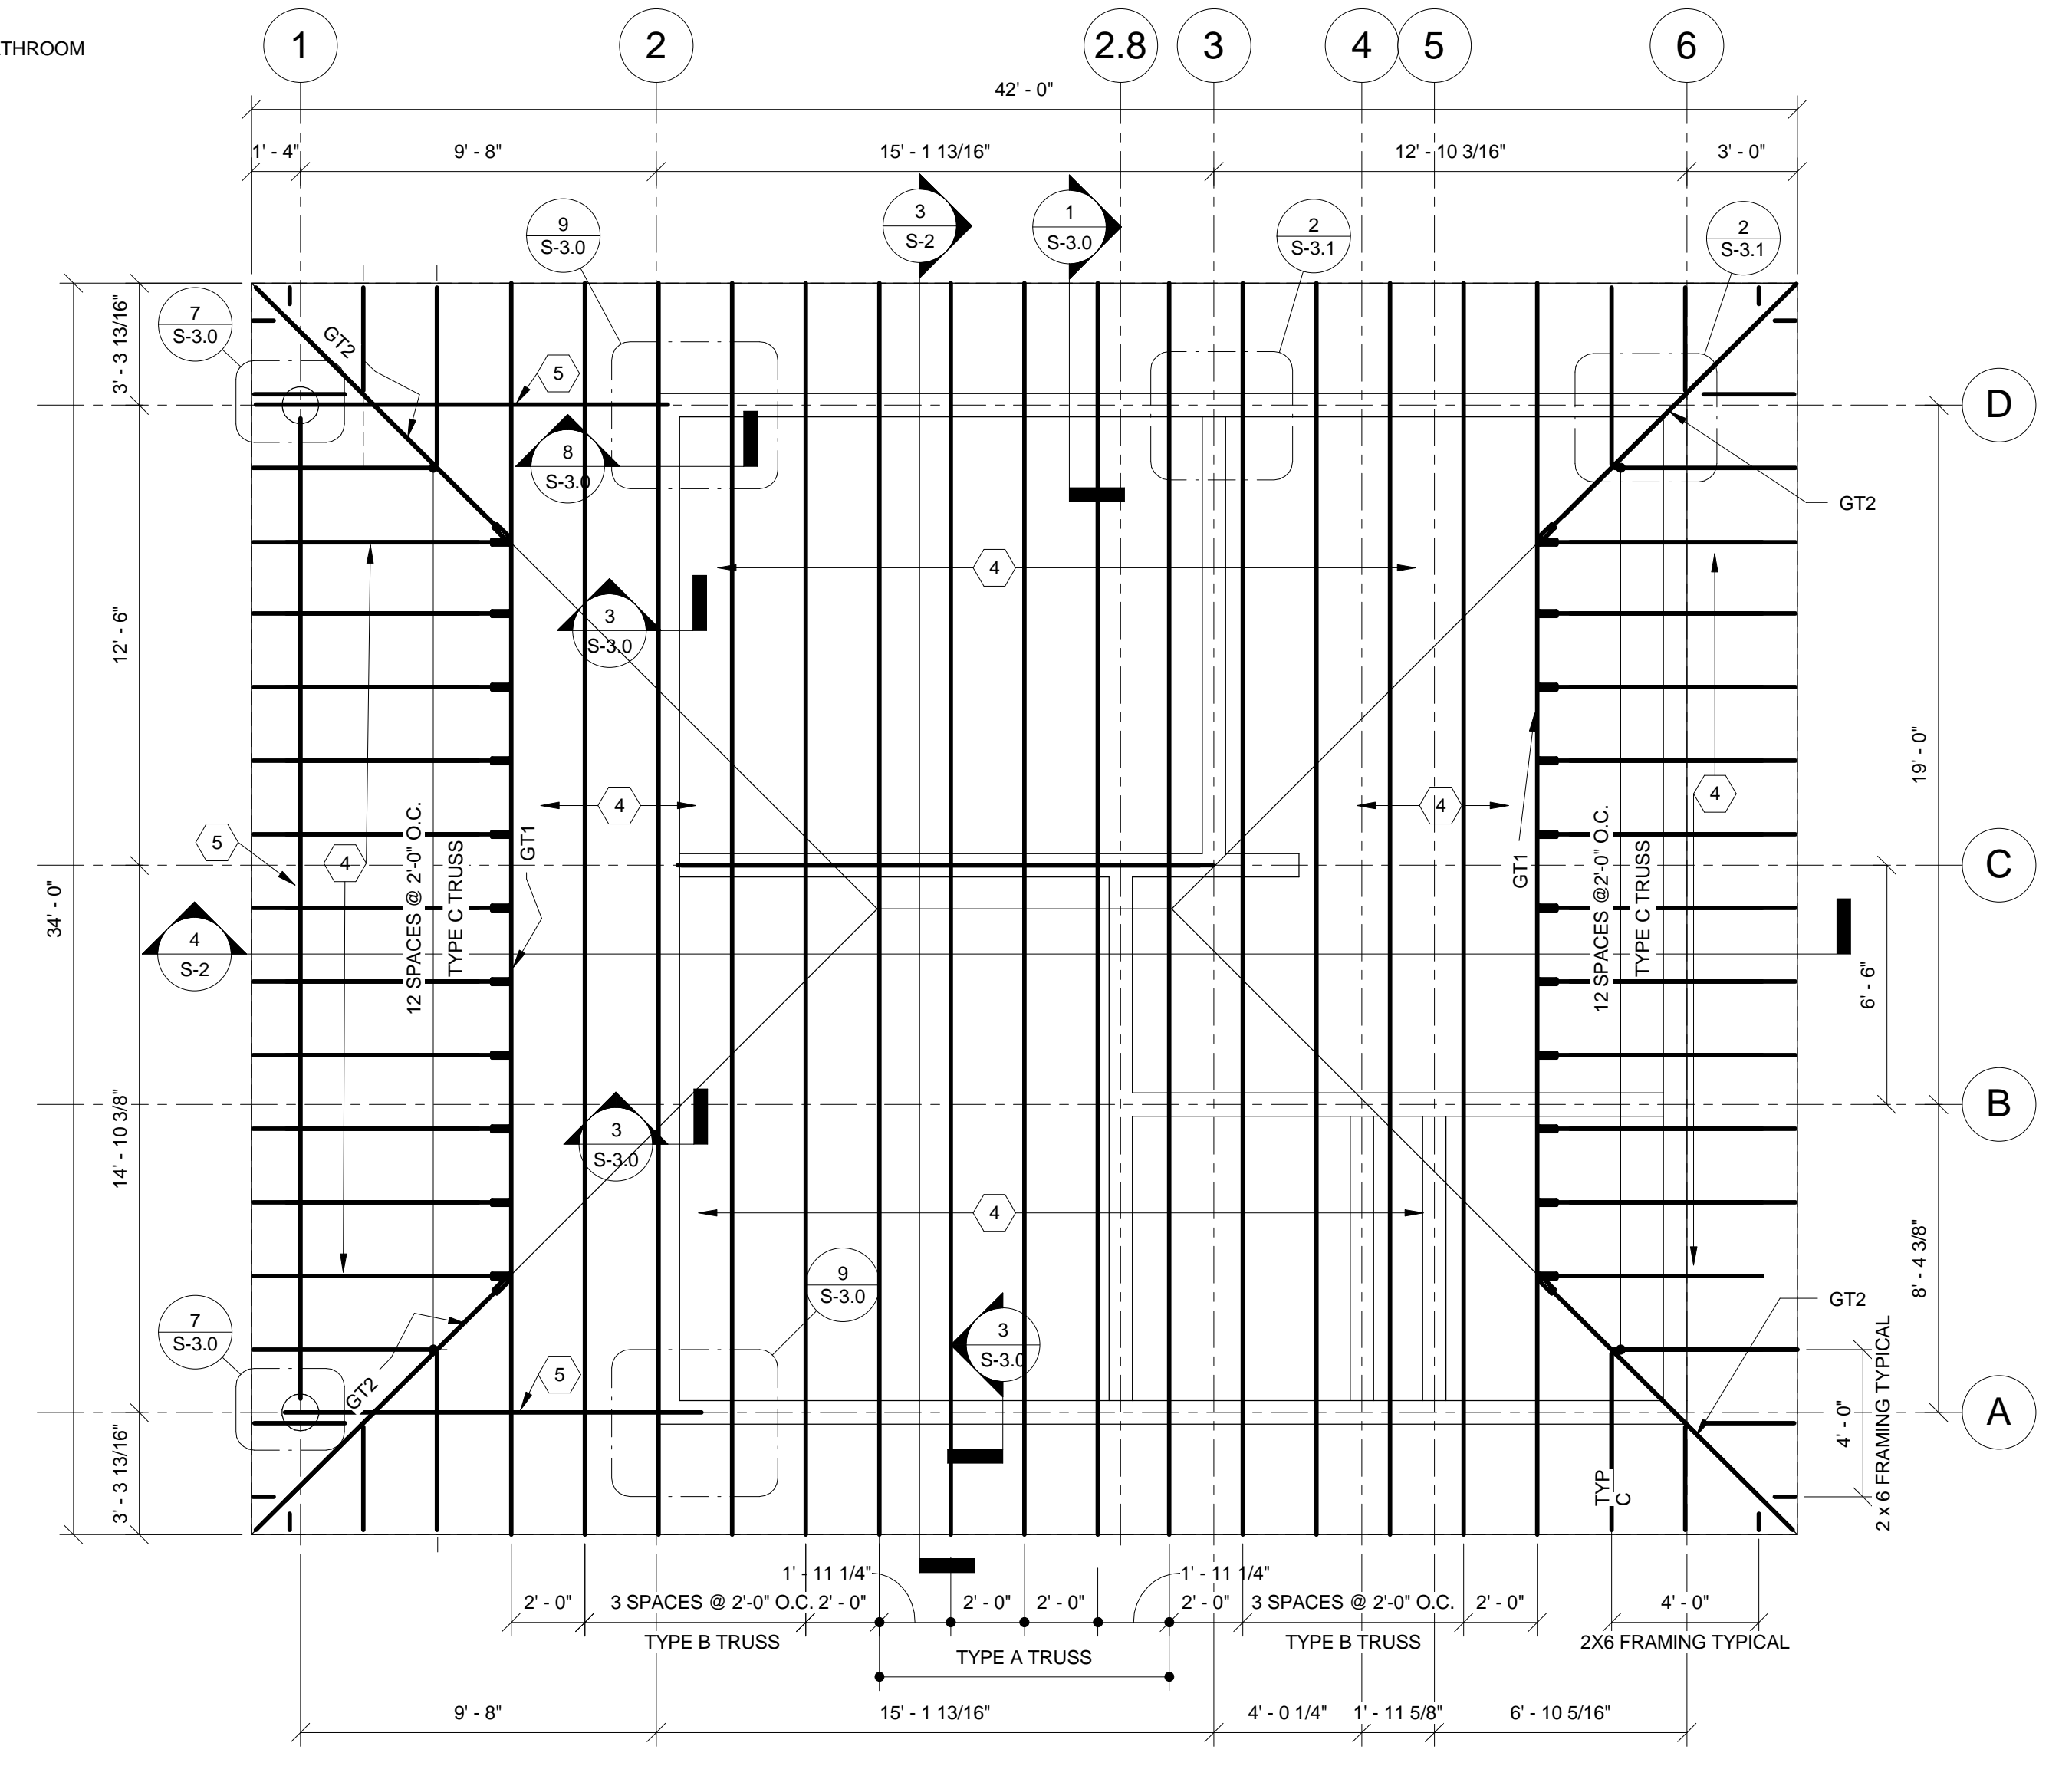 THROOM
1
2
2.8
3
4
5
6
42' - 0"
1' - 4"
9' - 8"
15' - 1 13/16"
12' - 10 3/16"
3' - 0"
3
S-2
1
S-3.0
9
S-3.0
2
S-3.1
2
S-3.1
7
S-3.0
3' - 3 13/16"
GT2
5
D
8
S-3.0
GT2
4
3
S-3.0
12' - 6"
19' - 0"
4
4
4
5
4
12 SPACES @ 2'-0" O.C.
TYPE C TRUSS
GT1
GT1
12 SPACES @2'-0" O.C.
TYPE C TRUSS
C
34' - 0"
4
S-2
6' - 6"
B
14' - 10 3/8"
3
S-3.0
4
8' - 4 3/8"
9
S-3.0
7
S-3.0
3
S-3.0
GT2
5
GT2
A
4' - 0"
2 x 6 FRAMING TYPICAL
3' - 3 13/16"
TYP
C
1' - 11 1/4"
1' - 11 1/4"
2' - 0"
3 SPACES @ 2'-0" O.C.
2' - 0"
2' - 0"
2' - 0"
2' - 0"
3 SPACES @ 2'-0" O.C.
2' - 0"
4' - 0"
TYPE B TRUSS
TYPE A TRUSS
TYPE B TRUSS
2X6 FRAMING TYPICAL
9' - 8"
15' - 1 13/16"
4' - 0 1/4"
1' - 11 5/8"
6' - 10 5/16"